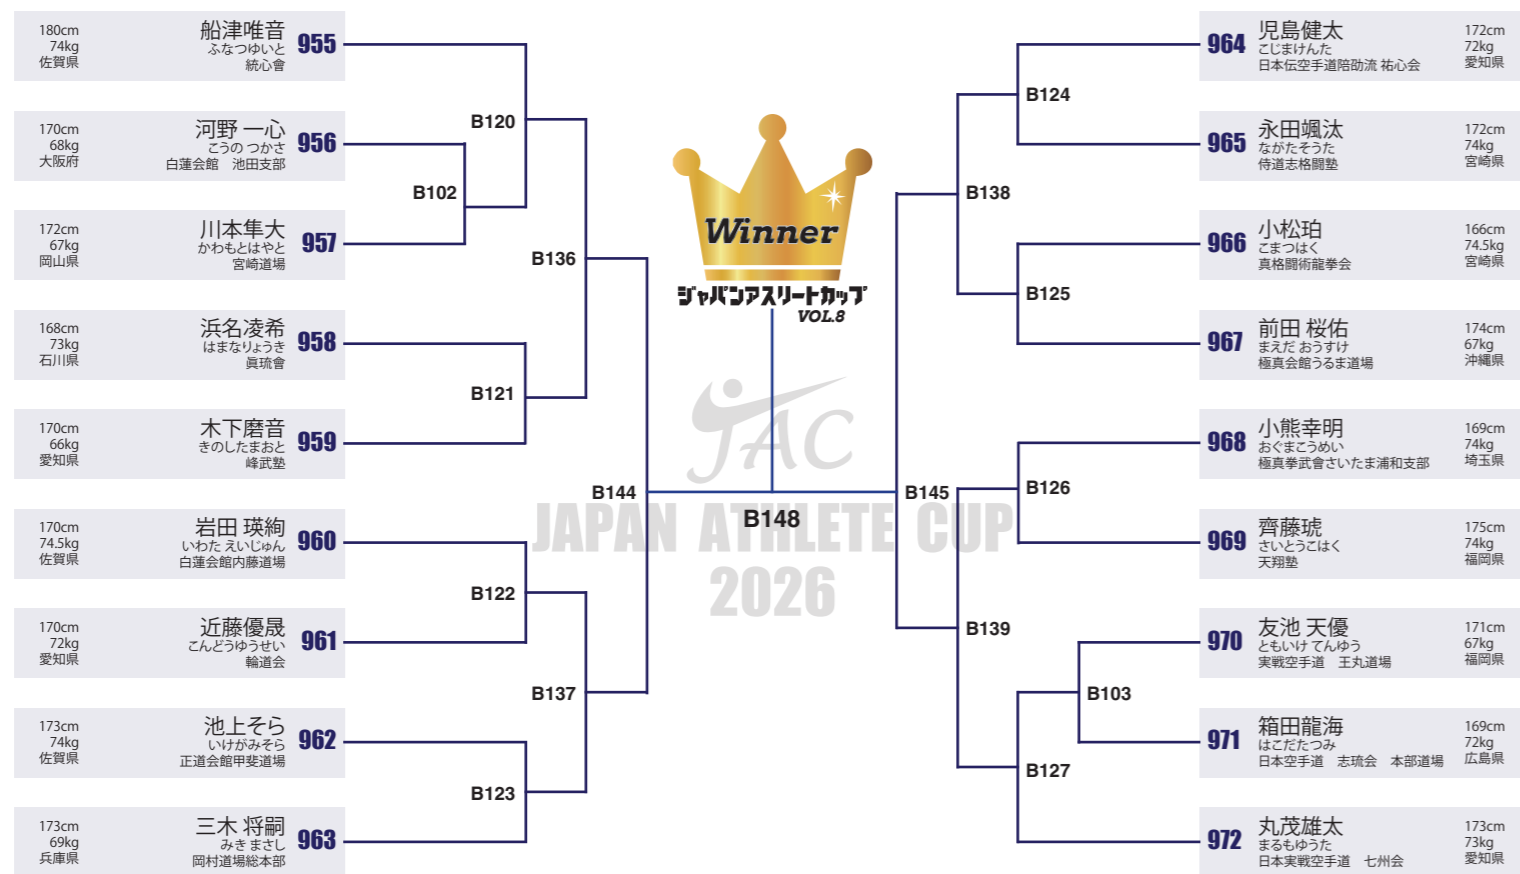 180cm
74kg
佐賀県
船津唯音
ふなつゆいと
統心會
955
170cm
68kg
大阪府
河野 一心
こうの つかさ
白蓮会館　池田支部
956
172cm
67kg
岡山県
川本隼大
かわもとはやと
宮崎道場
957
168cm
73kg
石川県
浜名凌希
はまなりょうき
眞琉會
958
170cm
66kg
愛知県
木下磨音
きのしたまおと
峰武塾
959
170cm
74.5kg
佐賀県
岩田 瑛絢
いわた えいじゅん
白蓮会館内藤道場
960
170cm
72kg
愛知県
近藤優晟
こんどうゆうせい
輪道会
961
173cm
74kg
佐賀県
池上そら
いけがみそら
正道会館甲斐道場
962
173cm
69kg
兵庫県
三木 将嗣
みき まさし
岡村道場総本部
963
B120
B102
B136
B121
B144
B122
B137
B123
Winner
ジャパンアスリートカップ
VOL.8
JAC
JAPAN ATHLETE CUP
2026
B148
B124
B138
B125
B145
B126
B139
B103
B127
964
児島健太
こじまけんた
日本伝空手道陪劭流 祐心会
172cm
72kg
愛知県
965
永田颯汰
ながたそうた
侍道志格闘塾
172cm
74kg
宮崎県
966
小松珀
こまつはく
真格闘術龍拳会
166cm
74.5kg
宮崎県
967
前田 桜佑
まえだ おうすけ
極真会館うるま道場
174cm
67kg
沖縄県
968
小熊幸明
おぐまこうめい
極真拳武會さいたま浦和支部
169cm
74kg
埼玉県
969
齊藤琥
さいとうこはく
天翔塾
175cm
74kg
福岡県
970
友池 天優
ともいけ てんゆう
実戦空手道　王丸道場
171cm
67kg
福岡県
971
箱田龍海
はこだたつみ
日本空手道　志琉会　本部道場
169cm
72kg
広島県
972
丸茂雄太
まるもゆうた
日本実戦空手道　七州会
173cm
73kg
愛知県